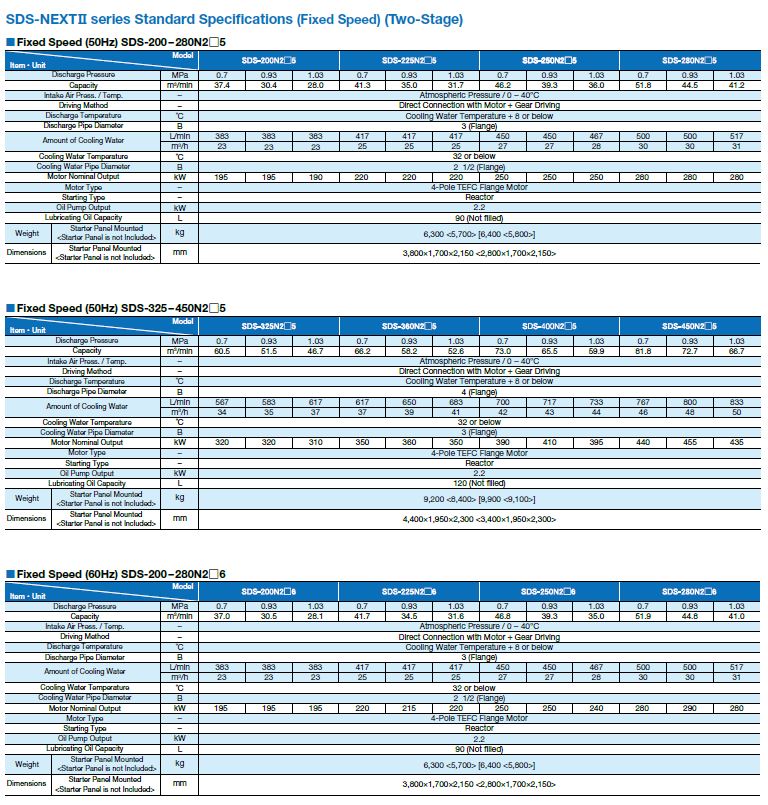 SDS-NEXTⅡ series Standard Specifications (Fixed Speed) (Two-Stage)
■Fixed Speed (50Hz) SDS-200–280N2□5
Item・Unit Model SDS-200N2□5 SDS-225N2□5 SDS-250N2□5 SDS-280N2□5
Discharge Pressure MPa 0.7 0.93 1.03 0.7 0.93 1.03 0.7 0.93 1.03 0.7 0.93 1.03
Capacity m³/min 37.4 30.4 28.0 41.3 35.0 31.7 46.2 39.3 36.0 51.8 44.5 41.2
Intake Air Press. / Temp. – Atmospheric Pressure / 0 – 40°C
Driving Method – Direct Connection with Motor + Gear Driving
Discharge Temperature °C Cooling Water Temperature + 8 or below
Discharge Pipe Diameter B 3 (Flange)
Amount of Cooling Water L/min 383 383 383 417 417 417 450 450 467 500 500 517
m³/h 23 23 23 25 25 25 27 27 28 30 30 31
Cooling Water Temperature °C 32 or below
Cooling Water Pipe Diameter B 2 1/2 (Flange)
Motor Nominal Output kW 195 195 190 220 220 220 250 250 250 280 280 280
Motor Type – 4-Pole TEFC Flange Motor
Starting Type – Reactor
Oil Pump Output kW 2.2
Lubricating Oil Capacity L 90 (Not filled)
Weight Starter Panel Mounted <Starter Panel is not Included> kg 6,300 <5,700> [6,400 <5,800>]
Dimensions Starter Panel Mounted <Starter Panel is not Included> mm 3,800×1,700×2,150 <2,800×1,700×2,150>
■Fixed Speed (50Hz) SDS-325–450N2□5
Item・Unit Model SDS-325N2□5 SDS-360N2□5 SDS-400N2□5 SDS-450N2□5
Discharge Pressure MPa 0.7 0.93 1.03 0.7 0.93 1.03 0.7 0.93 1.03 0.7 0.93 1.03
Capacity m³/min 60.5 51.5 46.7 66.2 58.2 52.6 73.0 65.5 59.9 81.8 72.7 66.7
Intake Air Press. / Temp. – Atmospheric Pressure / 0 – 40°C
Driving Method – Direct Connection with Motor + Gear Driving
Discharge Temperature °C Cooling Water Temperature + 8 or below
Discharge Pipe Diameter B 4 (Flange)
Amount of Cooling Water L/min 567 583 617 617 650 683 700 717 733 767 800 833
m³/h 34 35 37 37 39 41 42 43 44 46 48 50
Cooling Water Temperature °C 32 or below
Cooling Water Pipe Diameter B 3 (Flange)
Motor Nominal Output kW 320 320 310 350 360 350 390 410 395 440 455 435
Motor Type – 4-Pole TEFC Flange Motor
Starting Type – Reactor
Oil Pump Output kW 2.2
Lubricating Oil Capacity L 120 (Not filled)
Weight Starter Panel Mounted <Starter Panel is not Included> kg 9,200 <8,400> [9,900 <9,100>]
Dimensions Starter Panel Mounted <Starter Panel is not Included> mm 4,400×1,950×2,300 <3,400×1,950×2,300>
■Fixed Speed (60Hz) SDS-200–280N2□6
Item・Unit Model SDS-200N2□6 SDS-225N2□6 SDS-250N2□6 SDS-280N2□6
Discharge Pressure MPa 0.7 0.93 1.03 0.7 0.93 1.03 0.7 0.93 1.03 0.7 0.93 1.03
Capacity m³/min 37.0 30.5 28.1 41.7 34.5 31.6 46.8 39.3 35.0 51.9 44.8 41.0
Intake Air Press. / Temp. – Atmospheric Pressure / 0 – 40°C
Driving Method – Direct Connection with Motor + Gear Driving
Discharge Temperature °C Cooling Water Temperature + 8 or below
Discharge Pipe Diameter B 3 (Flange)
Amount of Cooling Water L/min 383 383 383 417 417 417 450 450 467 500 500 517
m³/h 23 23 23 25 25 25 27 27 28 30 30 31
Cooling Water Temperature °C 32 or below
Cooling Water Pipe Diameter B 2 1/2 (Flange)
Motor Nominal Output kW 195 195 195 220 215 220 250 250 240 280 290 280
Motor Type – 4-Pole TEFC Flange Motor
Starting Type – Reactor
Oil Pump Output kW 2.2
Lubricating Oil Capacity L 90 (Not filled)
Weight Starter Panel Mounted <Starter Panel is not Included> kg 6,300 <5,700> [6,400 <5,800>]
Dimensions Starter Panel Mounted <Starter Panel is not Included> mm 3,800×1,700×2,150 <2,800×1,700×2,150>